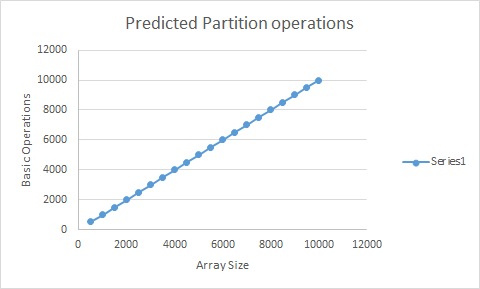 Predicted Partition operations
Basic Operations
12000
10000
8000
6000
4000
2000
0
0 2000 4000 6000 8000 10000 12000
Array Size
Series1